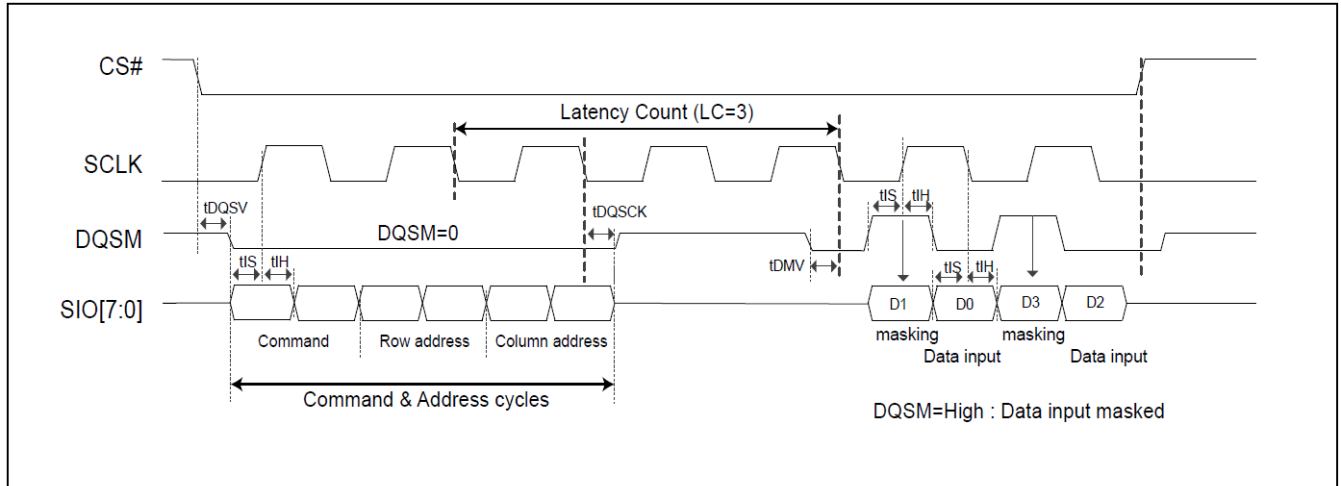 CS#
Latency Count (LC=3)
SCLK
tIS tIH
tDQSV
tDQSCK
DQSM
DQSM=0
tDMV
tIS tIH
tIS tIH
SIO[7:0]
D1 D0 D3 D2
masking masking
Command Row address Column address
Data input Data input
Command & Address cycles
DQSM=High : Data input masked